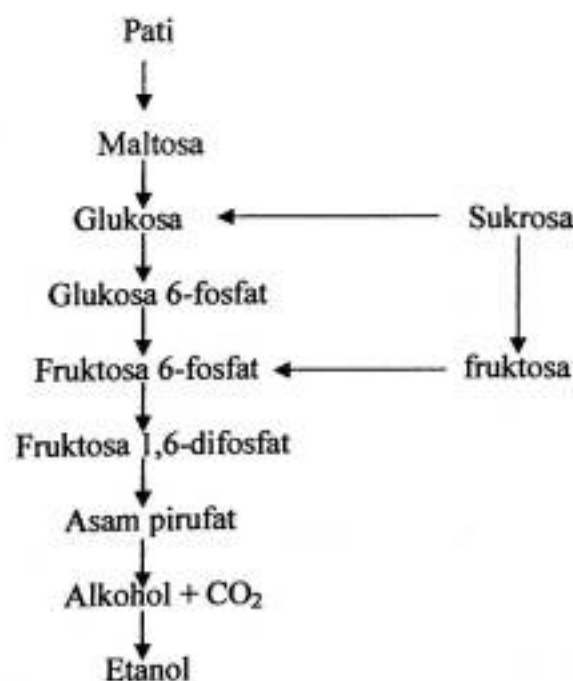 Pati
Maltosa
Glukosa
Sukrosa
Glukosa 6-fosfat
Fruktosa 6-fosfat
fruktosa
Fruktosa 1,6-difosfat
Asam pirufat
Alkohol + CO₂
Etanol